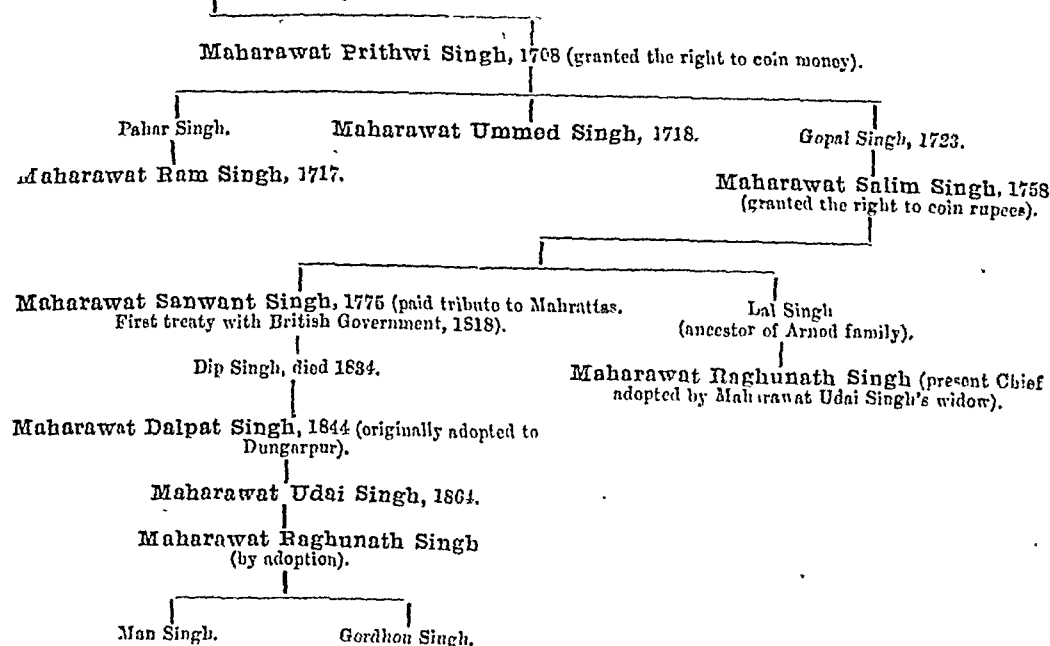 Maharawat Prithwi Singh, 1708 (granted the right to coin money).
Pahar Singh.
Maharawat Ummed Singh, 1718.
Gopal Singh, 1723.
Maharawat Ram Singh, 1717.
Maharawat Salim Singh, 1758
(granted the right to coin rupees).
Maharawat Sanwant Singh, 1775 (paid tribute to Mahrattas.
First treaty with British Government, 1818).
Lal Singh
(ancestor of Arnod family).
Dip Singh, died 1834.
Maharawat Raghunath Singh (present Chief
adopted by Maharawat Udai Singh's widow).
Maharawat Dalpat Singh, 1844 (originally adopted to
Dungarpur).
Maharawat Udai Singh, 1864.
Maharawat Raghunath Singh
(by adoption).
Man Singh.
Gordhon Singh.